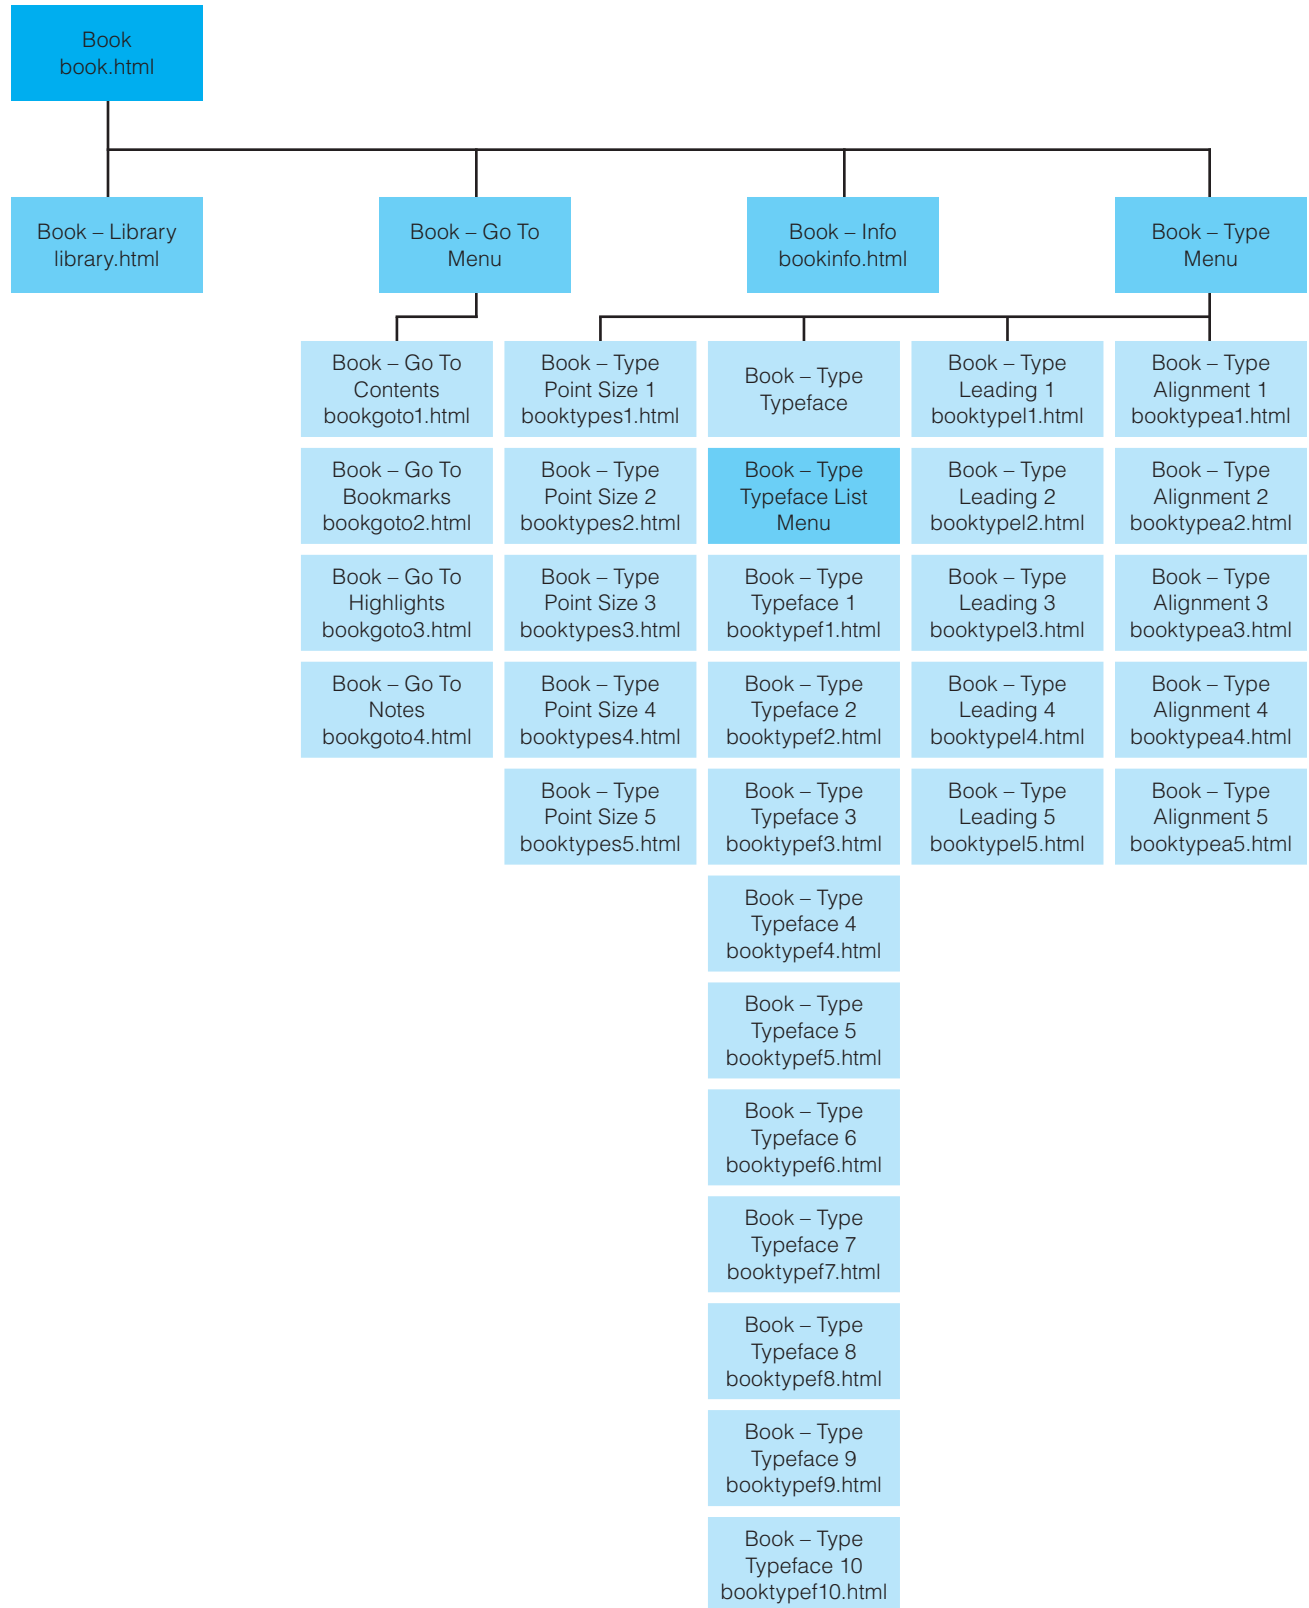 Book
book.html
Book – Library
library.html
Book – Go To
Menu
Book – Info
bookinfo.html
Book – Type
Menu
Book – Go To
Contents
bookgoto1.html
Book – Go To
Bookmarks
bookgoto2.html
Book – Go To
Highlights
bookgoto3.html
Book – Go To
Notes
bookgoto4.html
Book – Type
Point Size 1
booktypes1.html
Book – Type
Point Size 2
booktypes2.html
Book – Type
Point Size 3
booktypes3.html
Book – Type
Point Size 4
booktypes4.html
Book – Type
Point Size 5
booktypes5.html
Book – Type
Typeface
Book – Type
Typeface List
Menu
Book – Type
Typeface 1
booktypef1.html
Book – Type
Typeface 2
booktypef2.html
Book – Type
Typeface 3
booktypef3.html
Book – Type
Typeface 4
booktypef4.html
Book – Type
Typeface 5
booktypef5.html
Book – Type
Typeface 6
booktypef6.html
Book – Type
Typeface 7
booktypef7.html
Book – Type
Typeface 8
booktypef8.html
Book – Type
Typeface 9
booktypef9.html
Book – Type
Typeface 10
booktypef10.html
Book – Type
Leading 1
booktypel1.html
Book – Type
Leading 2
booktypel2.html
Book – Type
Leading 3
booktypel3.html
Book – Type
Leading 4
booktypel4.html
Book – Type
Leading 5
booktypel5.html
Book – Type
Alignment 1
booktypea1.html
Book – Type
Alignment 2
booktypea2.html
Book – Type
Alignment 3
booktypea3.html
Book – Type
Alignment 4
booktypea4.html
Book – Type
Alignment 5
booktypea5.html